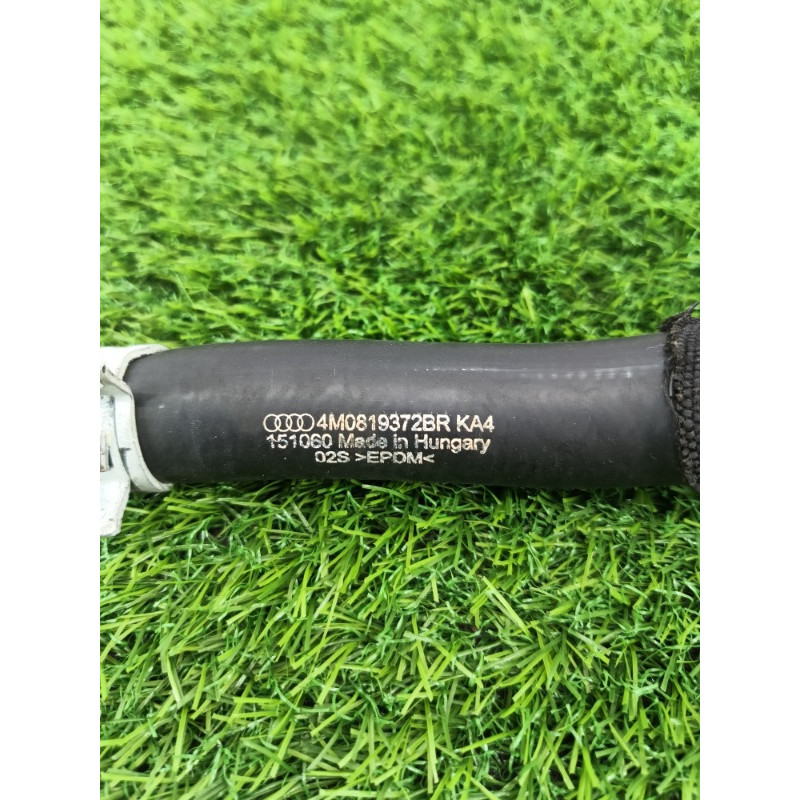 4M0819372BR KA4
151060 Made in Hungary
02S >EPDM<